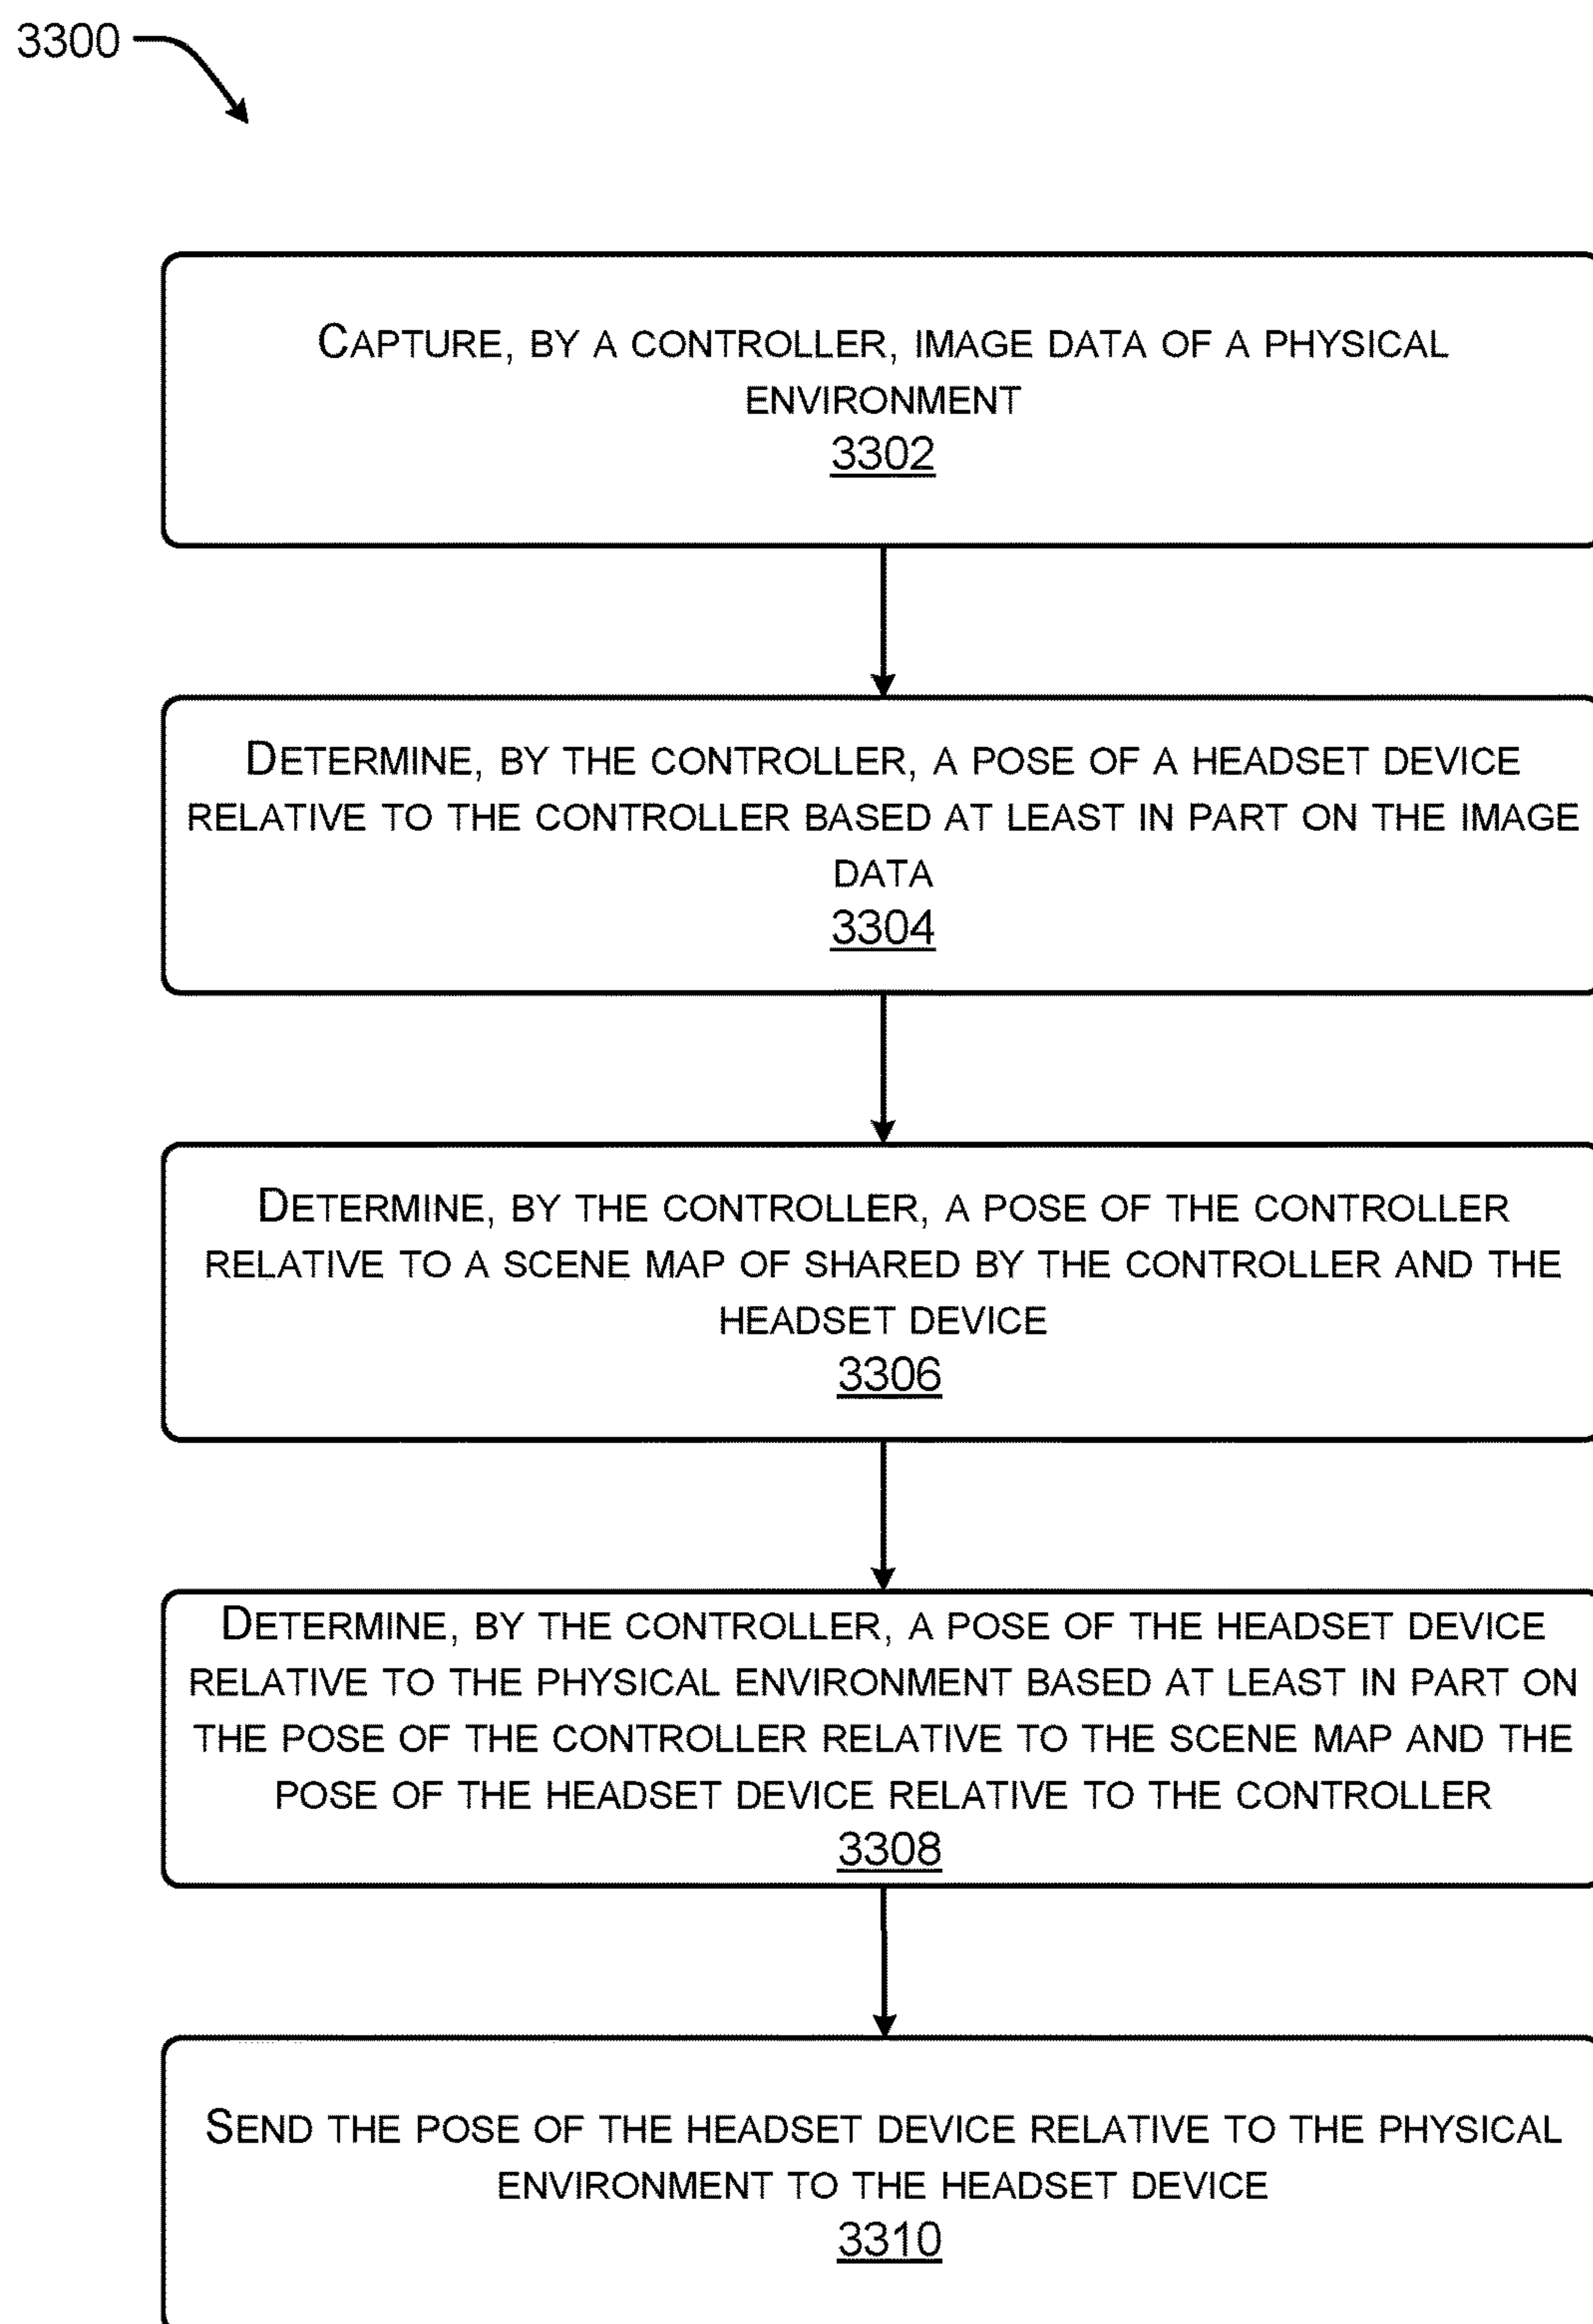 3300
CAPTURE, BY A CONTROLLER, IMAGE DATA OF A PHYSICAL
ENVIRONMENT
3302
DETERMINE, BY THE CONTROLLER, A POSE OF A HEADSET DEVICE
RELATIVE TO THE CONTROLLER BASED AT LEAST IN PART ON THE IMAGE
DATA
3304
DETERMINE, BY THE CONTROLLER, A POSE OF THE CONTROLLER
RELATIVE TO A SCENE MAP OF SHARED BY THE CONTROLLER AND THE
HEADSET DEVICE
3306
DETERMINE, BY THE CONTROLLER, A POSE OF THE HEADSET DEVICE
RELATIVE TO THE PHYSICAL ENVIRONMENT BASED AT LEAST IN PART ON
THE POSE OF THE CONTROLLER RELATIVE TO THE SCENE MAP AND THE
POSE OF THE HEADSET DEVICE RELATIVE TO THE CONTROLLER
3308
SEND THE POSE OF THE HEADSET DEVICE RELATIVE TO THE PHYSICAL
ENVIRONMENT TO THE HEADSET DEVICE
3310